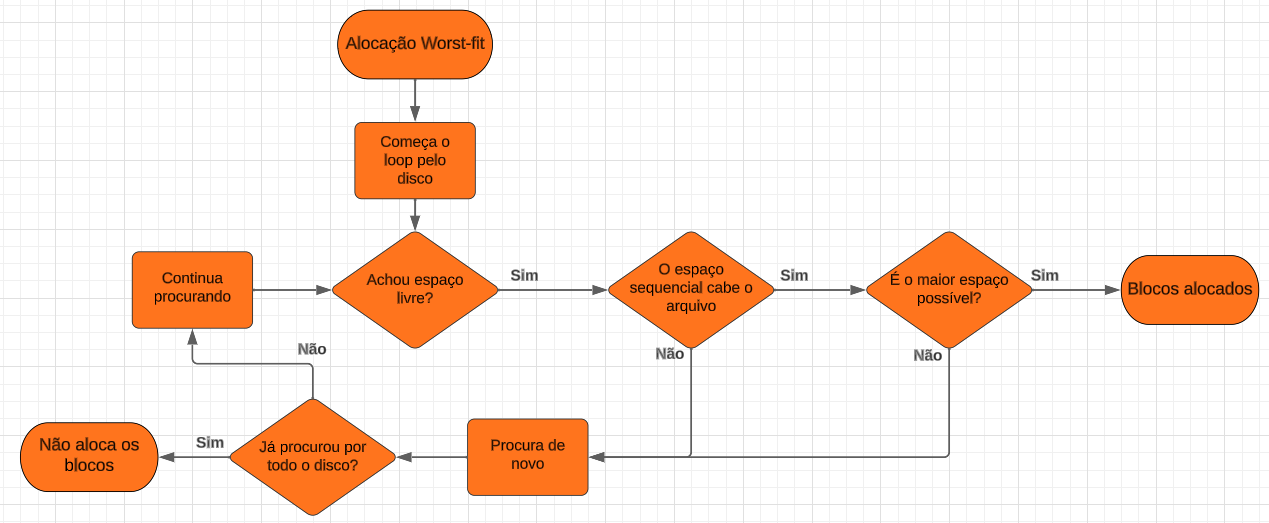 Alocação Worst-fit
Começa o
loop pelo
disco
Continua
procurando
Achou espaço
livre?
Sim
O espaço
sequencial cabe o
arquivo
Sim
É o maior espaço
possível?
Sim
Blocos alocados
Não
Não
Não
Não aloca os
blocos
Sim
Já procurou por
todo o disco?
Procura de
novo